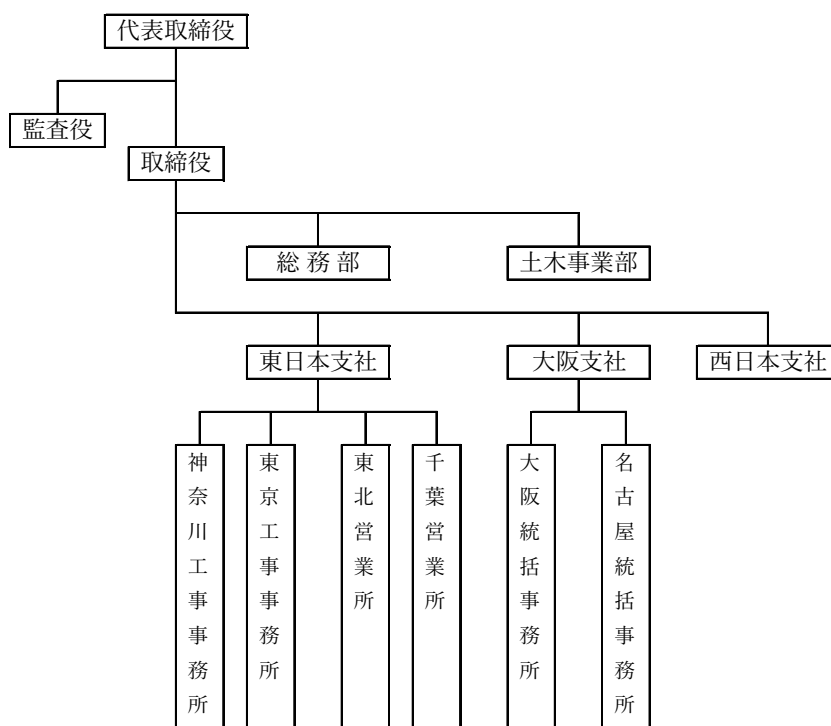 代表取締役
監査役
取締役
総 務 部
土木事業部
東日本支社
大阪支社
西日本支社
神奈川工事事務所
東京工事事務所
東北営業所
千葉営業所
大阪統括事務所
名古屋統括事務所